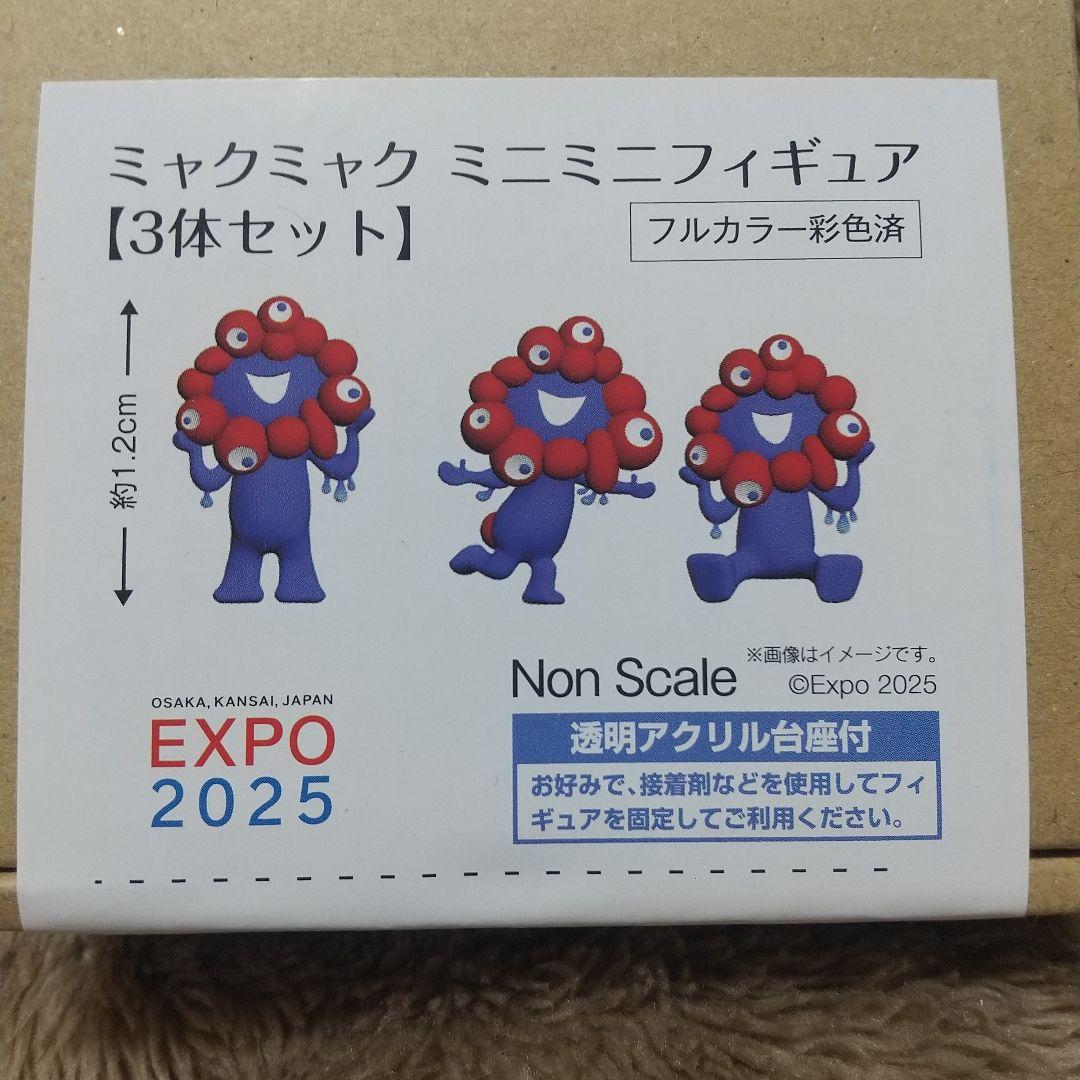 ミャクミャク ミニミニフィギュア
【3体セット】
フルカラー彩色済
約1.2cm
※画像はイメージです。
Non Scale
©Expo 2025
OSAKA, KANSAI, JAPAN
EXPO
2025
透明アクリル台座付
お好みで、接着剤などを使用してフィ
ギュアを固定してご利用ください。